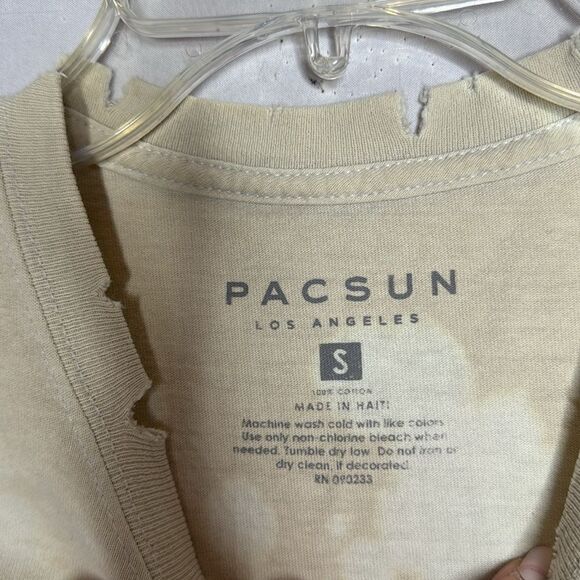 PACSUN
LOS ANGELES
S
100% COTTON
MADE IN HAITI
Machine wash cold with like colors
Use only non-chlorine bleach when
needed. Tumble dry low. Do not iron or
dry clean, if decorated.
RN 090233